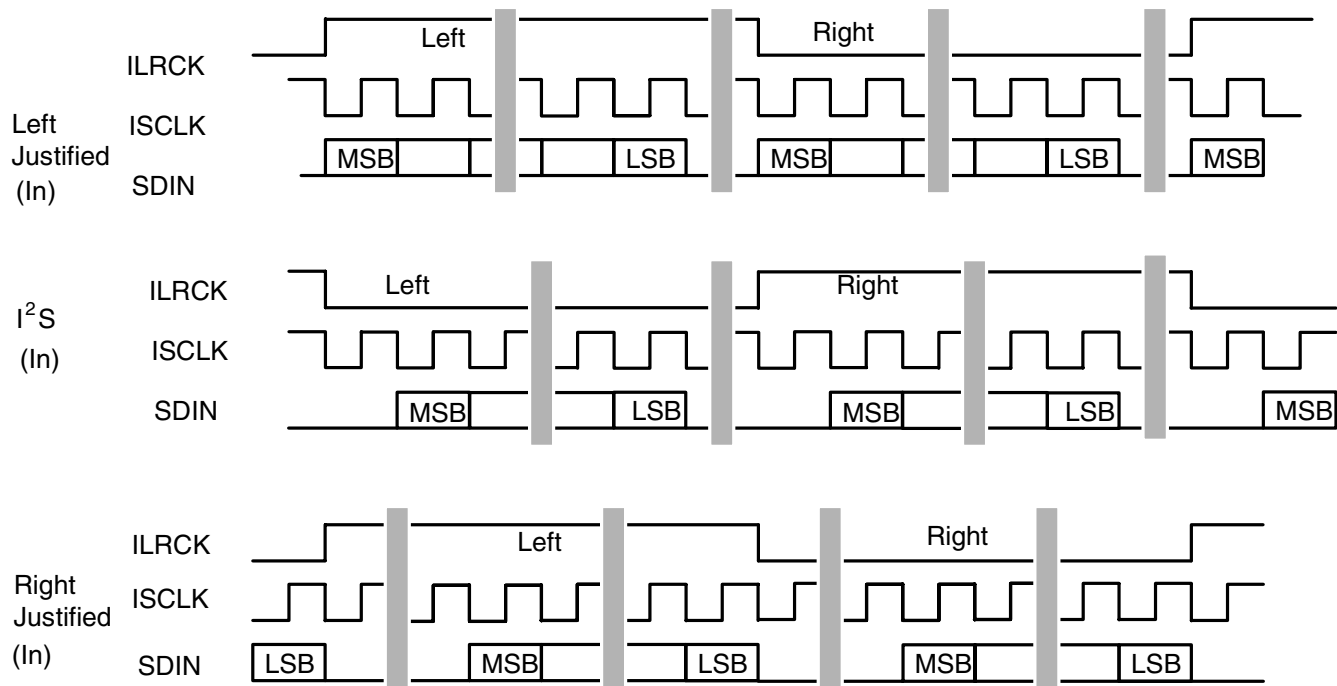 Left Right
ILRCK
ISCLK
Left
Justified
(In)
MSB LSB MSB LSB MSB
SDIN
Left Right
ILRCK
I²S
(In)
ISCLK
SDIN
MSB LSB MSB LSB MSB
ILRCK
Left Right
Right
Justified
(In)
ISCLK
SDIN
LSB MSB LSB MSB LSB